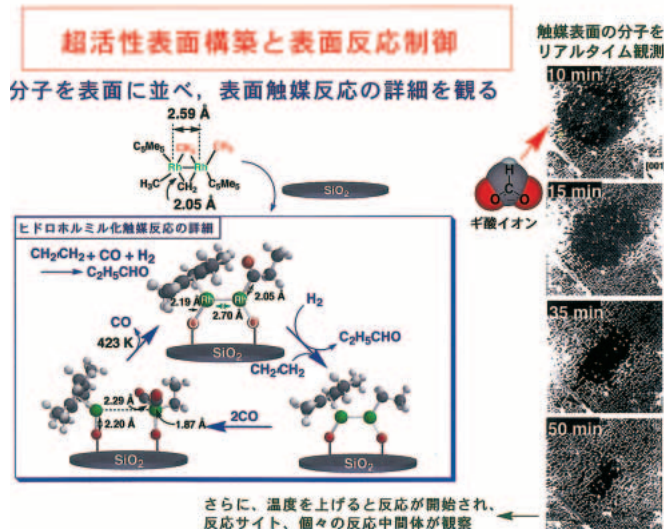 超活性表面構築と表面反応制御
触媒表面の分子を
リアルタイム観測
分子を表面に並べ，表面触媒反応の詳細を観る
10 min
2.59 Å
C₅Me₅
CH₃
CH₃
Rh
Rh
H₃C
CH₂
C₅Me₅
2.05 Å
SiO₂
[001]
H
C
O
O
ギ酸イオン
15 min
ヒドロホルミル化触媒反応の詳細
CH₂CH₂ + CO + H₂
C₂H₅CHO
2.19 Å
Rh
Rh
2.05 Å
2.70 Å
H₂
CO
423 K
C₂H₅CHO
CH₂CH₂
SiO₂
35 min
2.29 Å
2.20 Å
1.87 Å
2CO
SiO₂
SiO₂
50 min
さらに、温度を上げると反応が開始され、
反応サイト、個々の反応中間体が観察